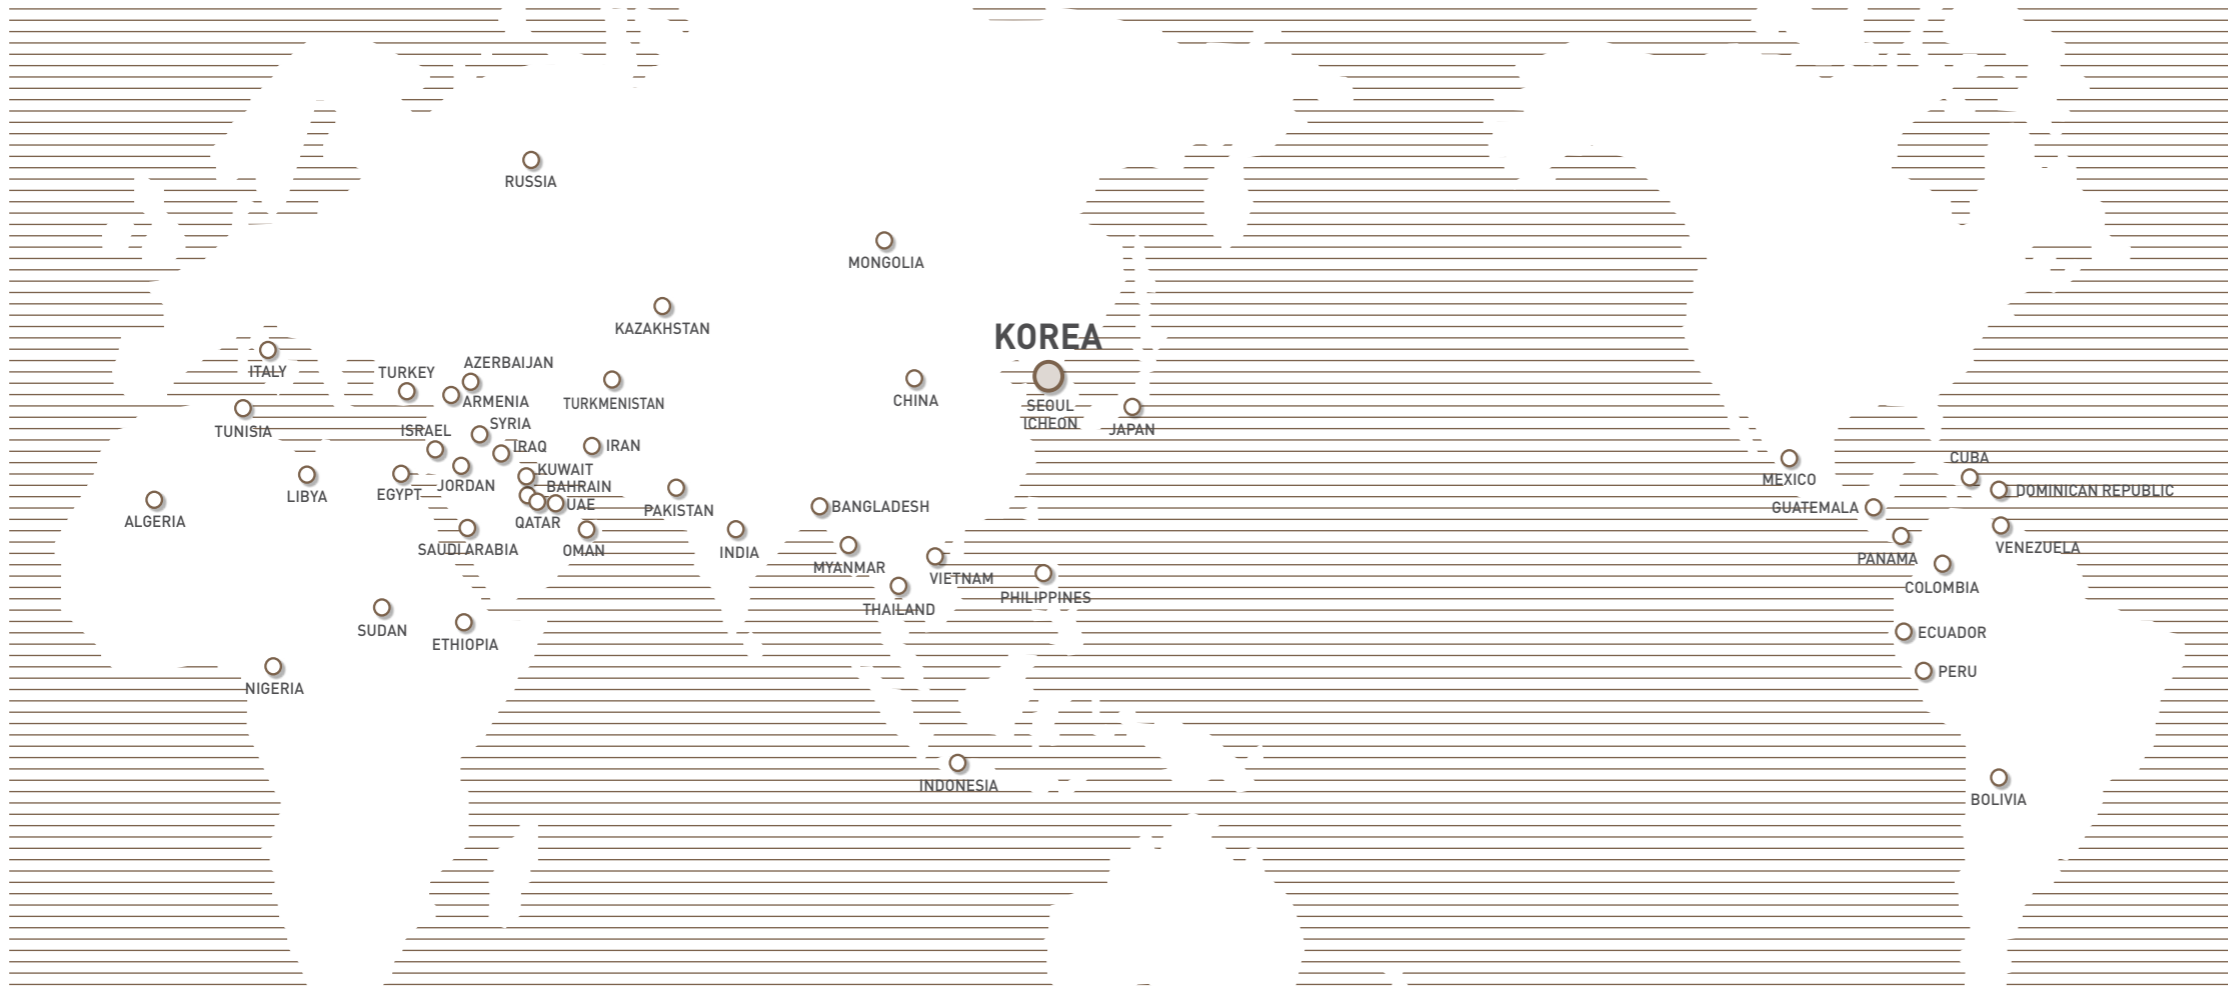 RUSSIA
MONGOLIA
KAZAKHSTAN
KOREA
SEOUL
ICHEON
ITALY
TURKEY
AZERBAIJAN
ARMENIA
TURKMENISTAN
CHINA
JAPAN
TUNISIA
ISRAEL
SYRIA
IRAQ
IRAN
LIBYA
EGYPT
JORDAN
KUWAIT
BAHRAIN
UAE
QATAR
PAKISTAN
BANGLADESH
ALGERIA
SAUDI ARABIA
OMAN
INDIA
MYANMAR
VIETNAM
THAILAND
PHILIPPINES
SUDAN
ETHIOPIA
NIGERIA
INDONESIA
MEXICO
CUBA
DOMINICAN REPUBLIC
GUATEMALA
PANAMA
VENEZUELA
COLOMBIA
ECUADOR
PERU
BOLIVIA